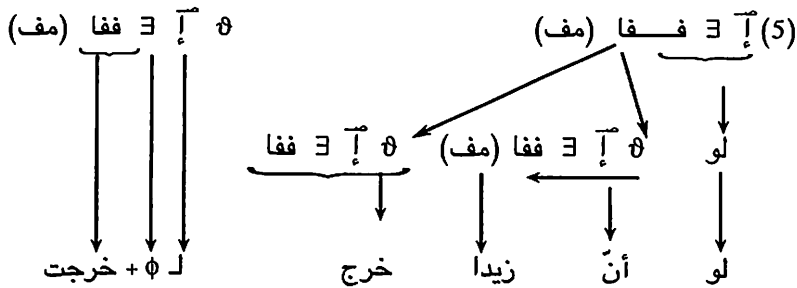 (5) إ ∃ فـــفا (مف) ϑ إ ∃ ففا (مف)
لو
ϑ إ ∃ ففا (مف) ϑ إ ∃ ففا
لو أنّ زيدا خرج لـ ϕ + خرجت